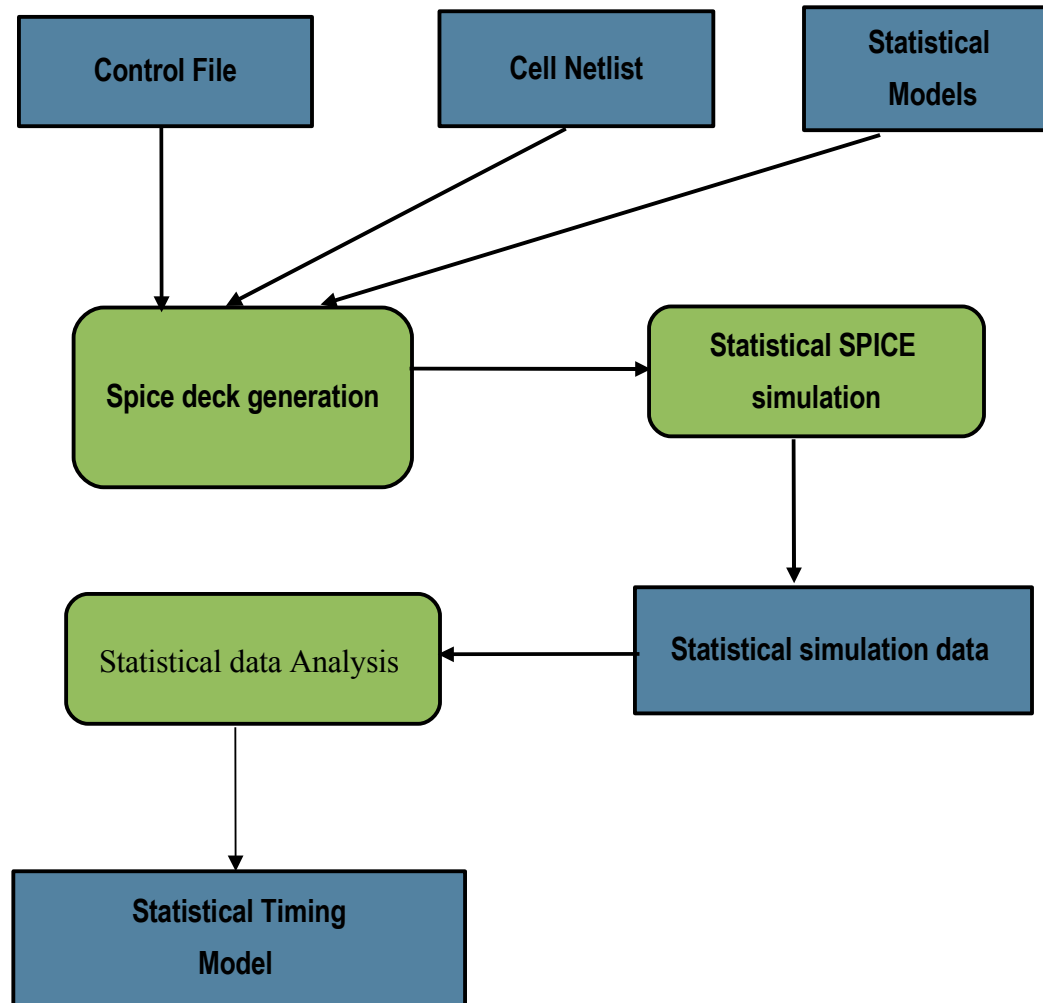 Control File
Cell Netlist
Statistical
Models
Spice deck generation
Statistical SPICE
simulation
Statistical data Analysis
Statistical simulation data
Statistical Timing
Model